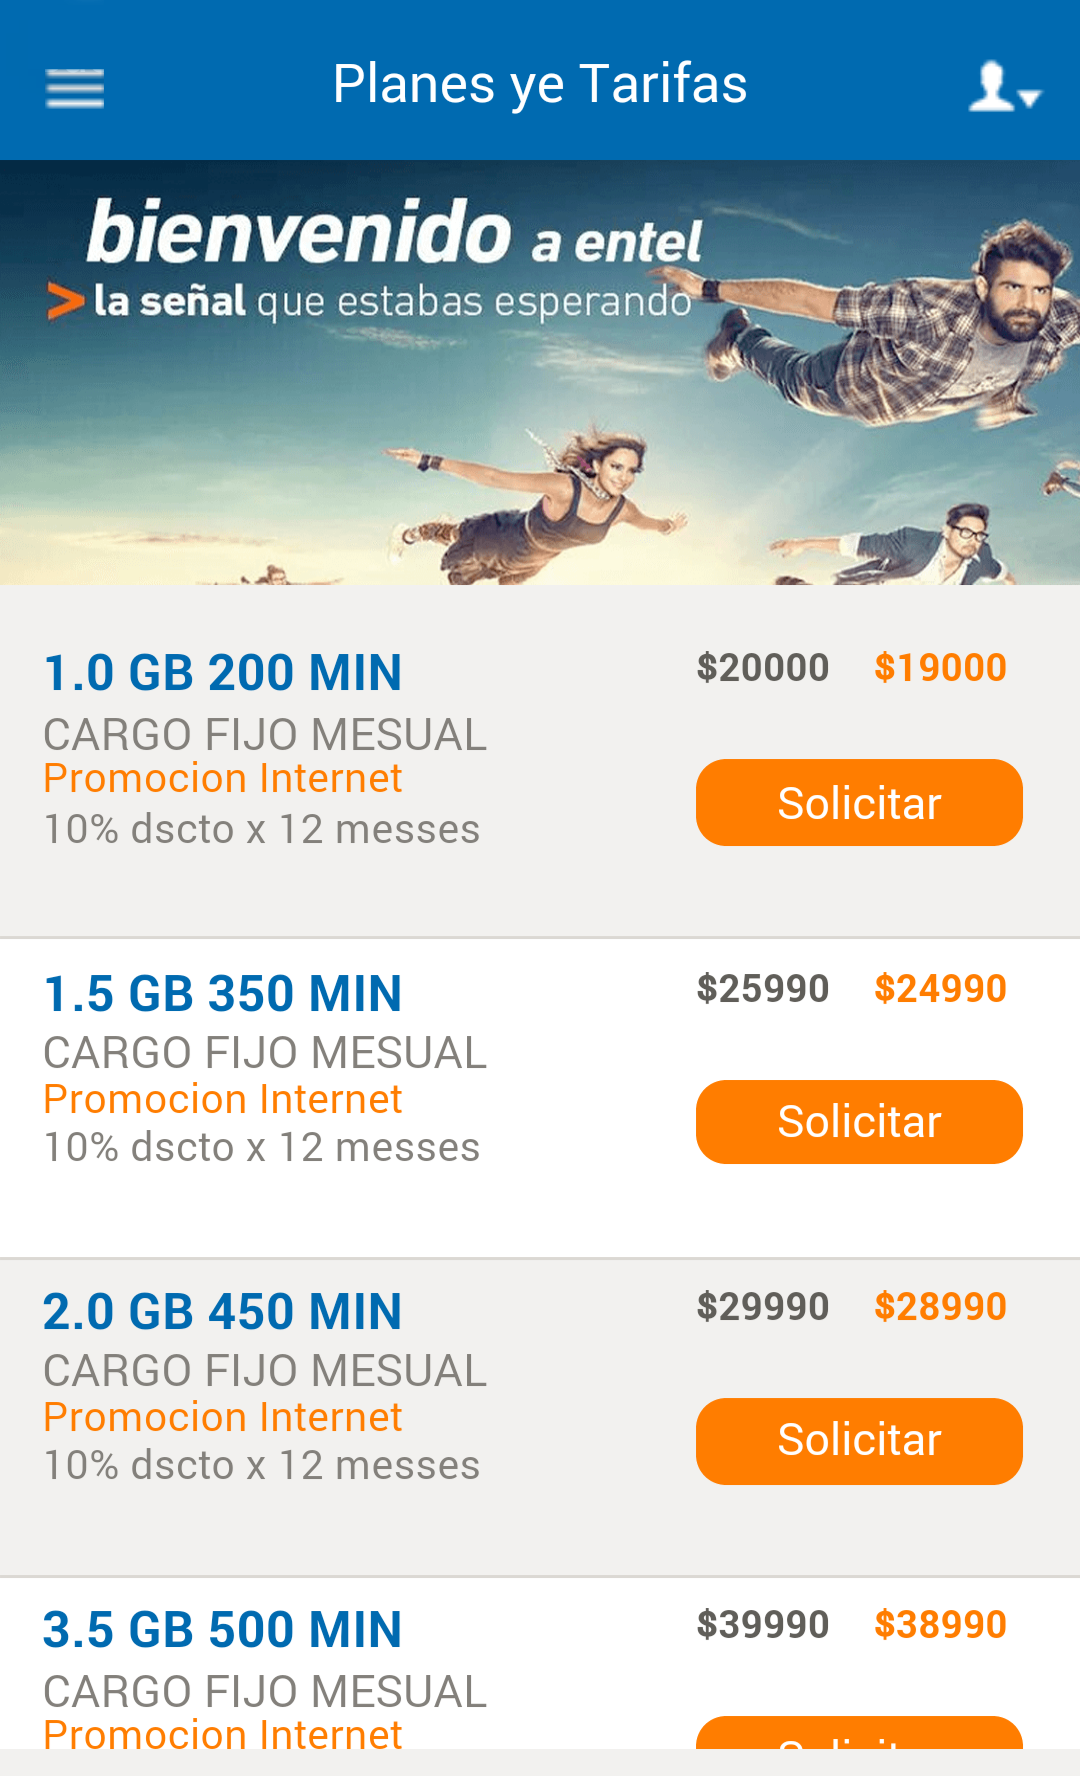 Planes ye Tarifas
bienvenido a entel
> la señal que estabas esperando
1.0 GB 200 MIN
$20000 $19000
CARGO FIJO MESUAL
Promocion Internet
10% dscto x 12 messes
Solicitar
1.5 GB 350 MIN
$25990 $24990
CARGO FIJO MESUAL
Promocion Internet
10% dscto x 12 messes
Solicitar
2.0 GB 450 MIN
$29990 $28990
CARGO FIJO MESUAL
Promocion Internet
10% dscto x 12 messes
Solicitar
3.5 GB 500 MIN
$39990 $38990
CARGO FIJO MESUAL
Promocion Internet